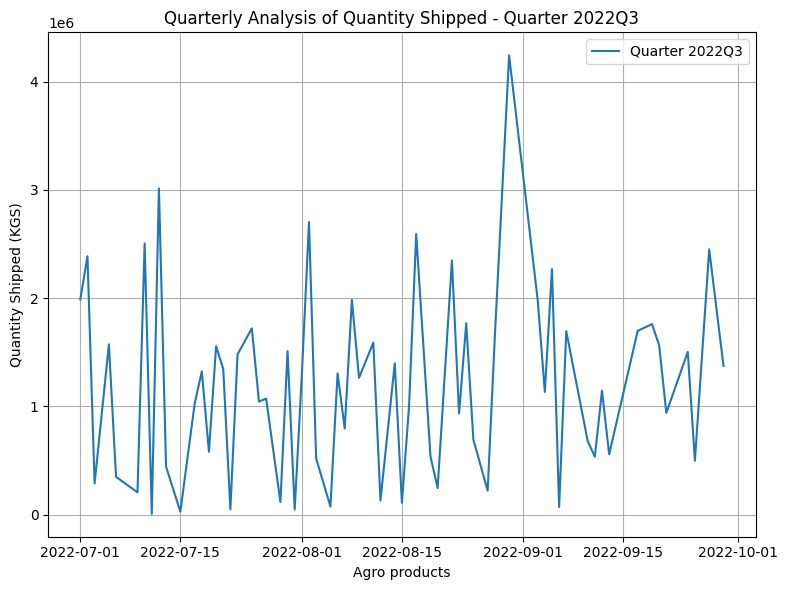 Quarterly Analysis of Quantity Shipped - Quarter 2022Q3
1e6
Quarter 2022Q3
4
3
2
1
0
Quantity Shipped (KGS)
2022-07-01 2022-07-15 2022-08-01 2022-08-15 2022-09-01 2022-09-15 2022-10-01
Agro products